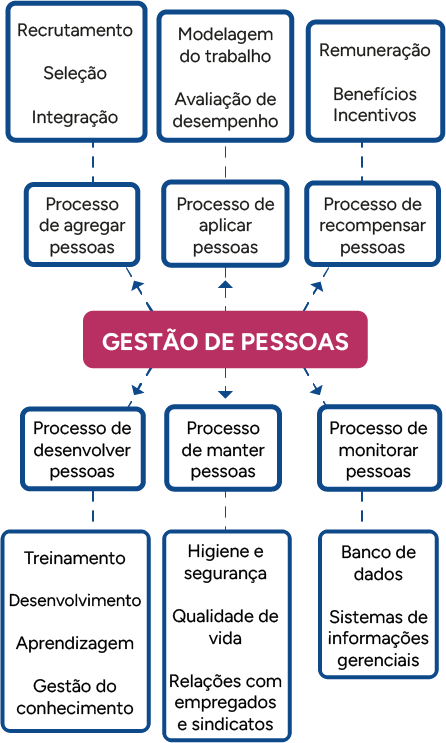 Recrutamento
Seleção
Integração
Modelagem
do trabalho
Avaliação de
desempenho
Remuneração
Benefícios
Incentivos
Processo
de agregar
pessoas
Processo de
aplicar
pessoas
Processo de
recompensar
pessoas
GESTÃO DE PESSOAS
Processo de
desenvolver
pessoas
Processo
de manter
pessoas
Processo de
monitorar
pessoas
Treinamento
Desenvolvimento
Aprendizagem
Gestão do
conhecimento
Higiene e
segurança
Qualidade de
vida
Relações com
empregados
e sindicatos
Banco de
dados
Sistemas de
informações
gerenciais